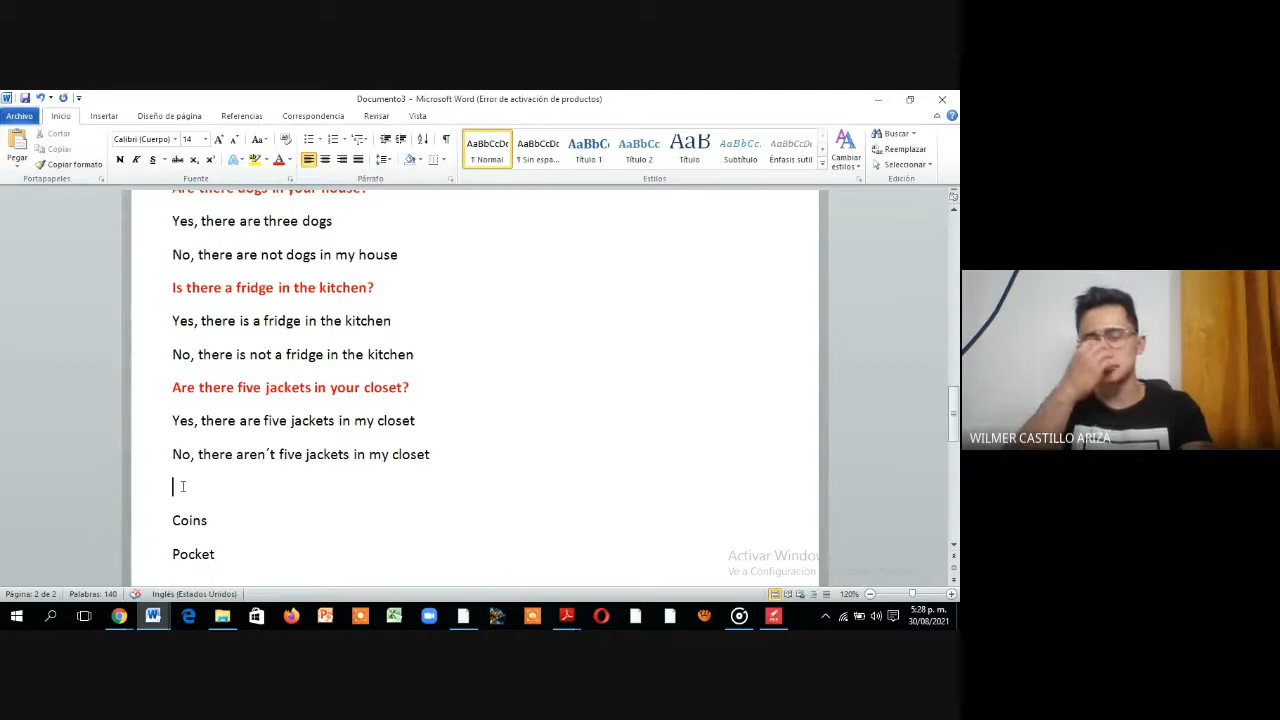 Documento3 - Microsoft Word (Error de activación de productos)
Archivo Inicio Insertar Diseño de página Referencias Correspondencia Revisar Vista
Pegar
Cortar
Copiar
Copiar formato
Portapapeles
Calibri (Cuerpo) 14
Fuente
Párrafo
AaBbCcDc AaBbCcDc AaBbC AaBbCc AaB AaBbCc. AaBbCcDc
¶ Normal ¶ Sin espa... Título 1 Título 2 Título Subtítulo Énfasis sutil
Estilos
Cambiar estilos
Buscar
Reemplazar
Seleccionar
Edición
Are there dogs in your house?
Yes, there are three dogs
No, there are not dogs in my house
Is there a fridge in the kitchen?
Yes, there is a fridge in the kitchen
No, there is not a fridge in the kitchen
Are there five jackets in your closet?
Yes, there are five jackets in my closet
No, there aren´t five jackets in my closet
Coins
Pocket
WILMER CASTILLO ARIZA
Activar Windows
Ve a Configuración
Página: 2 de 2 Palabras: 140 Inglés (Estados Unidos) 120%
5:28 p. m.
30/08/2021